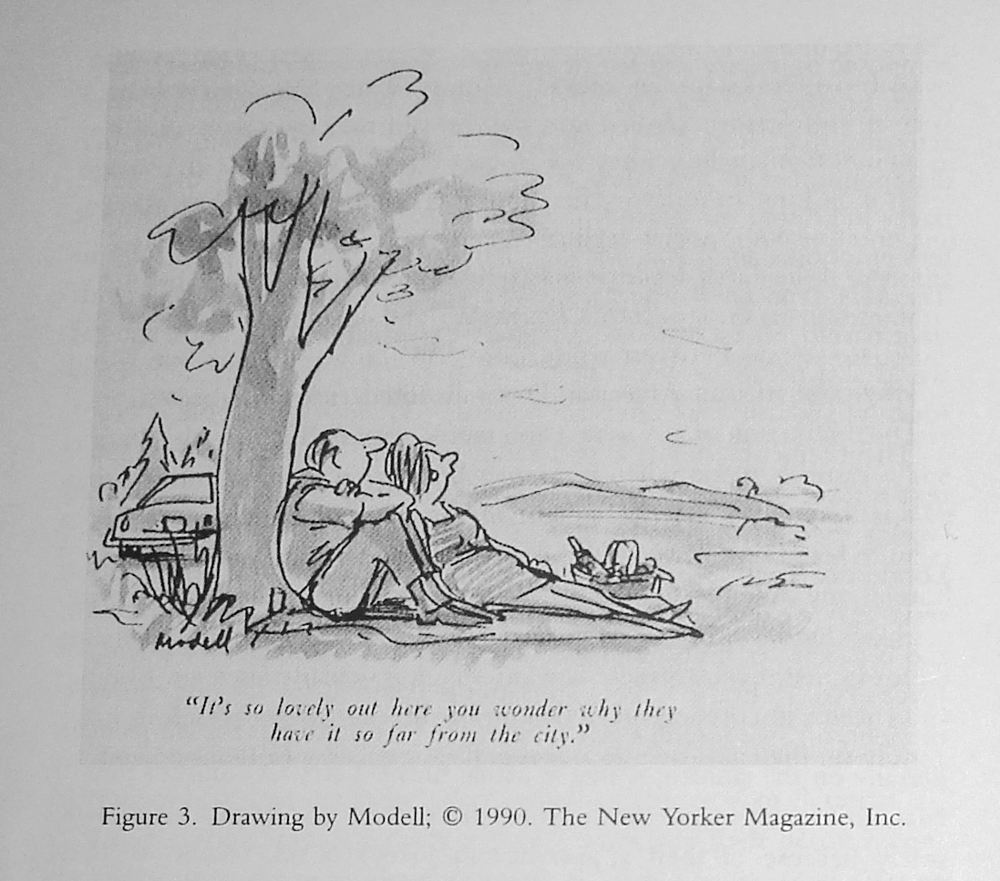 Modell
“It's so lovely out here you wonder why they
have it so far from the city.”
Figure 3. Drawing by Modell; © 1990. The New Yorker Magazine, Inc.